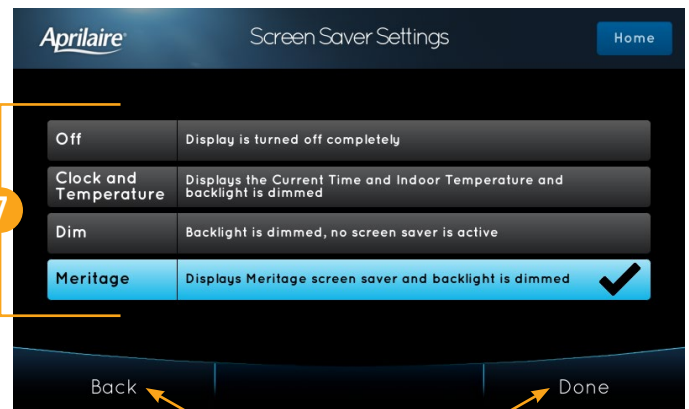 Aprilaire®
Screen Saver Settings
Home
7
Off
Display is turned off completely
Clock and
Temperature
Displays the Current Time and Indoor Temperature and
backlight is dimmed
Dim
Backlight is dimmed, no screen saver is active
Meritage
Displays Meritage screen saver and backlight is dimmed
Back
Done